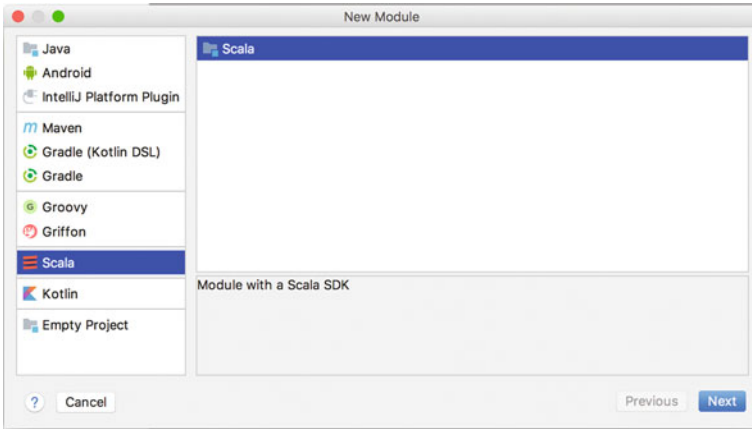 New Module
Java
Android
IntelliJ Platform Plugin
Maven
Gradle (Kotlin DSL)
Gradle
Groovy
Griffon
Scala
Kotlin
Empty Project
Scala
Module with a Scala SDK
?
Cancel
Previous
Next